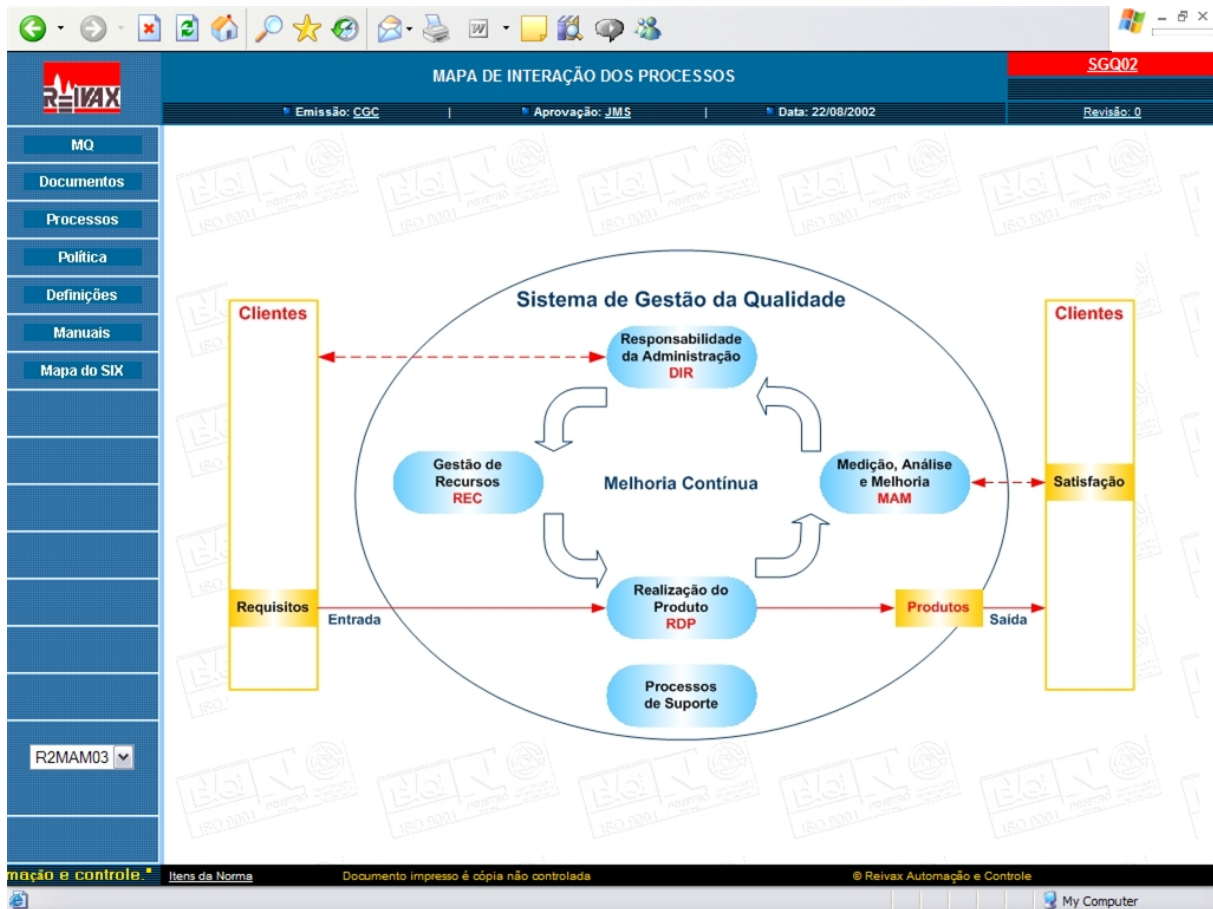 REIVAX
MAPA DE INTERAÇÃO DOS PROCESSOS
SGQ02
Emissão: CGC | Aprovação: JMS | Data: 22/08/2002
Revisão: 0
MQ
Documentos
Processos
Política
Definições
Manuais
Mapa do SIX
R2MAM03
Sistema de Gestão da Qualidade
Clientes
Clientes
Responsabilidade
da Administração
DIR
Gestão de
Recursos
REC
Melhoria Contínua
Medição, Análise
e Melhoria
MAM
Satisfação
Requisitos
Entrada
Realização do
Produto
RDP
Produtos
Saída
Processos
de Suporte
mação e controle."
Itens da Norma
Documento impresso é cópia não controlada
© Reivax Automação e Controle
My Computer